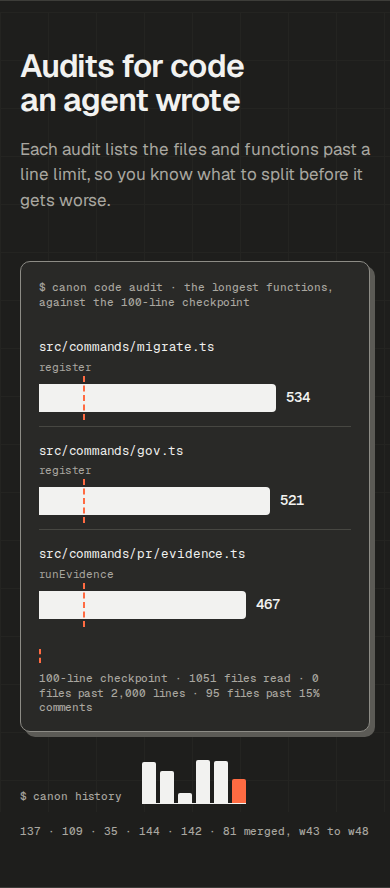 Audits for code
an agent wrote
Each audit lists the files and functions past a
line limit, so you know what to split before it
gets worse.
$ canon code audit · the longest functions,
against the 100-line checkpoint
src/commands/migrate.ts
register
534
src/commands/gov.ts
register
521
src/commands/pr/evidence.ts
runEvidence
467
100-line checkpoint · 1051 files read · 0
files past 2,000 lines · 95 files past 15%
comments
$ canon history
137 · 109 · 35 · 144 · 142 · 81 merged, w43 to w48